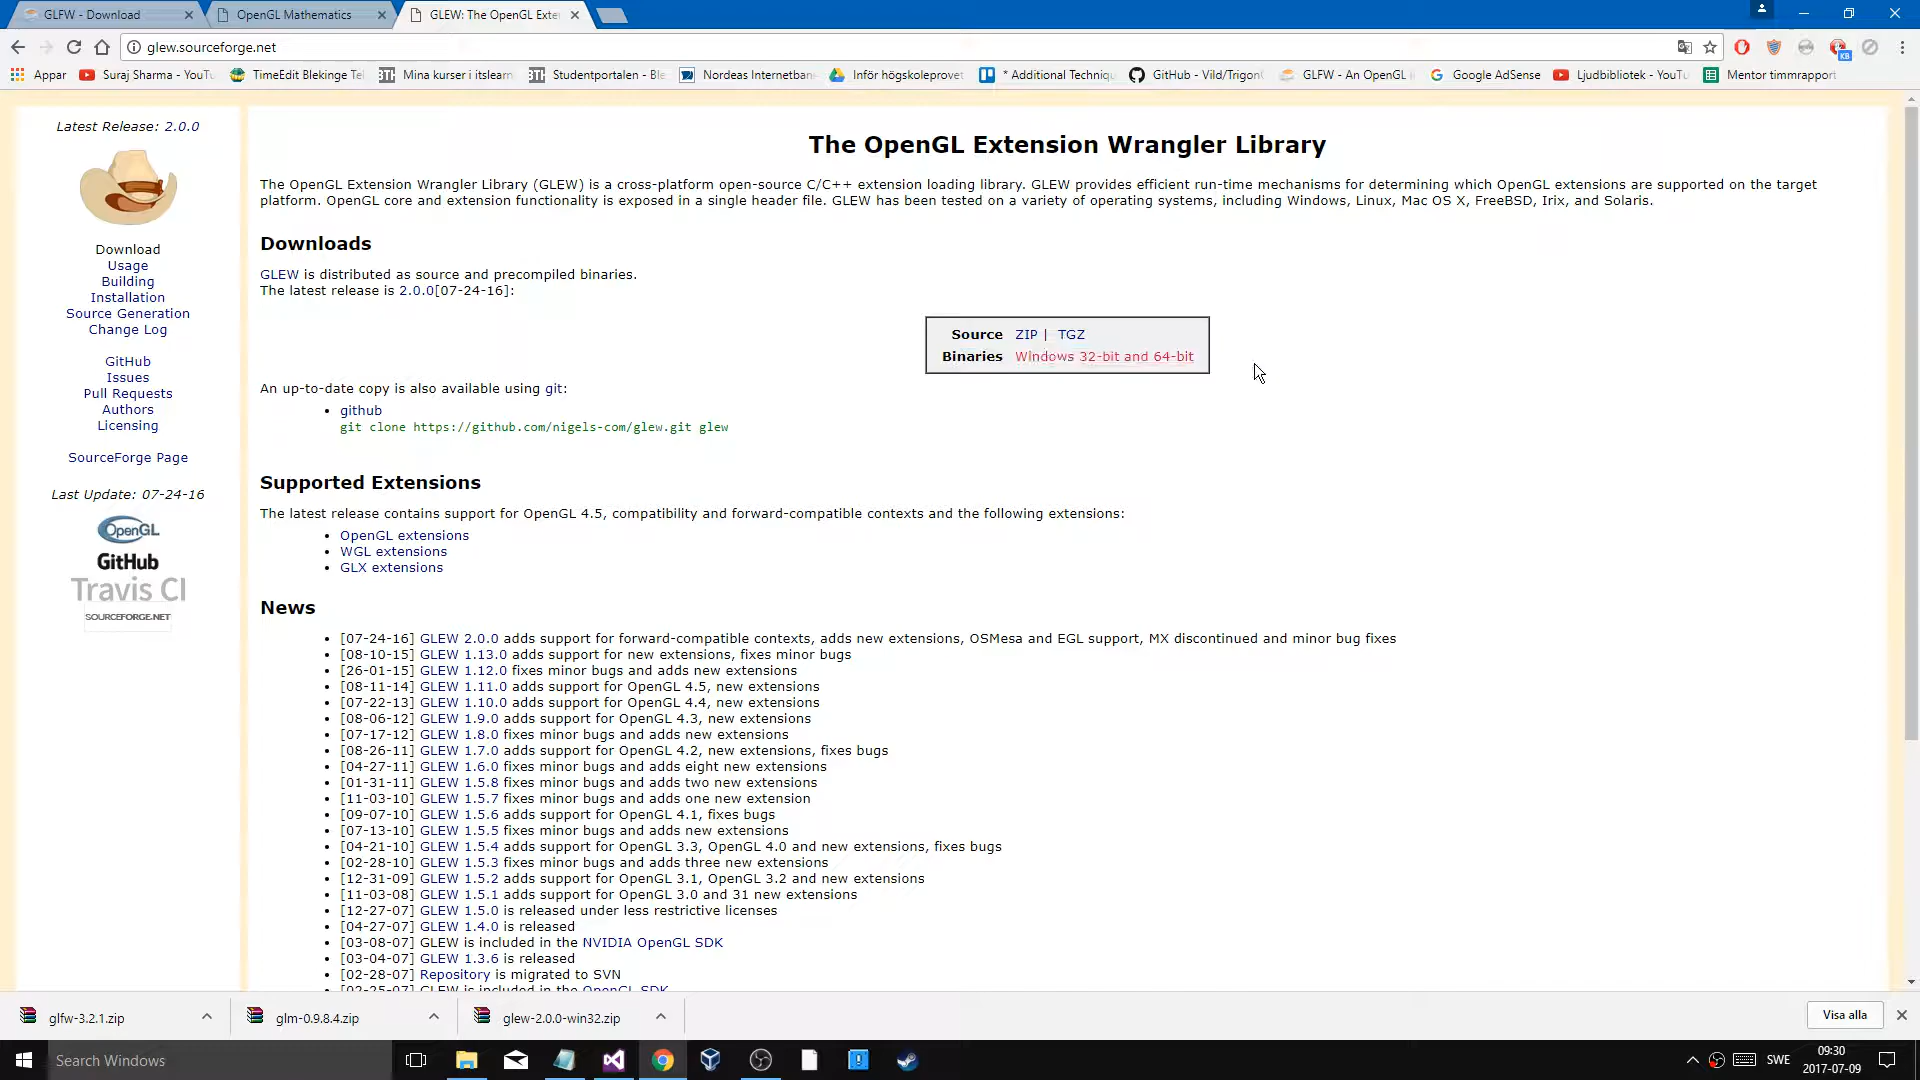 GLFW - Download
OpenGL Mathematics
GLEW: The OpenGL Exte
glew.sourceforge.net
Appar
Suraj Sharma - YouTu
TimeEdit Blekinge Te
Mina kurser i itslearn
Studentportalen - Ble
Nordeas Internetban
Inför högskoleprovet
* Additional Techniqu
GitHub - Vild/Trigon
GLFW - An OpenGL
Google AdSense
Ljudbibliotek - YouTu
Mentor timmrapport
Latest Release: 2.0.0
Download
Usage
Building
Installation
Source Generation
Change Log
GitHub
Issues
Pull Requests
Authors
Licensing
SourceForge Page
Last Update: 07-24-16
OpenGL
GitHub
Travis CI
SOURCEFORGE.NET
The OpenGL Extension Wrangler Library
The OpenGL Extension Wrangler Library (GLEW) is a cross-platform open-source C/C++ extension loading library. GLEW provides efficient run-time mechanisms for determining which OpenGL extensions are supported on the target
platform. OpenGL core and extension functionality is exposed in a single header file. GLEW has been tested on a variety of operating systems, including Windows, Linux, Mac OS X, FreeBSD, Irix, and Solaris.
Downloads
GLEW is distributed as source and precompiled binaries.
The latest release is 2.0.0[07-24-16]:
Source ZIP | TGZ
Binaries Windows 32-bit and 64-bit
An up-to-date copy is also available using git:
• github
git clone https://github.com/nigels-com/glew.git glew
Supported Extensions
The latest release contains support for OpenGL 4.5, compatibility and forward-compatible contexts and the following extensions:
• OpenGL extensions
• WGL extensions
• GLX extensions
News
• [07-24-16] GLEW 2.0.0 adds support for forward-compatible contexts, adds new extensions, OSMesa and EGL support, MX discontinued and minor bug fixes
• [08-10-15] GLEW 1.13.0 adds support for new extensions, fixes minor bugs
• [26-01-15] GLEW 1.12.0 fixes minor bugs and adds new extensions
• [08-11-14] GLEW 1.11.0 adds support for OpenGL 4.5, new extensions
• [07-22-13] GLEW 1.10.0 adds support for OpenGL 4.4, new extensions
• [08-06-12] GLEW 1.9.0 adds support for OpenGL 4.3, new extensions
• [07-17-12] GLEW 1.8.0 fixes minor bugs and adds new extensions
• [08-26-11] GLEW 1.7.0 adds support for OpenGL 4.2, new extensions, fixes bugs
• [04-27-11] GLEW 1.6.0 fixes minor bugs and adds eight new extensions
• [01-31-11] GLEW 1.5.8 fixes minor bugs and adds two new extensions
• [11-03-10] GLEW 1.5.7 fixes minor bugs and adds one new extension
• [09-07-10] GLEW 1.5.6 adds support for OpenGL 4.1, fixes bugs
• [07-13-10] GLEW 1.5.5 fixes minor bugs and adds new extensions
• [04-21-10] GLEW 1.5.4 adds support for OpenGL 3.3, OpenGL 4.0 and new extensions, fixes bugs
• [02-28-10] GLEW 1.5.3 fixes minor bugs and adds three new extensions
• [12-31-09] GLEW 1.5.2 adds support for OpenGL 3.1, OpenGL 3.2 and new extensions
• [11-03-08] GLEW 1.5.1 adds support for OpenGL 3.0 and 31 new extensions
• [12-27-07] GLEW 1.5.0 is released under less restrictive licenses
• [04-27-07] GLEW 1.4.0 is released
• [03-08-07] GLEW is included in the NVIDIA OpenGL SDK
• [03-04-07] GLEW 1.3.6 is released
• [02-28-07] Repository is migrated to SVN
• [02-25-07] GLEW is included in the OpenGL SDK
glfw-3.2.1.zip
glm-0.9.8.4.zip
glew-2.0.0-win32.zip
Visa alla
Search Windows
SWE
09:30
2017-07-09